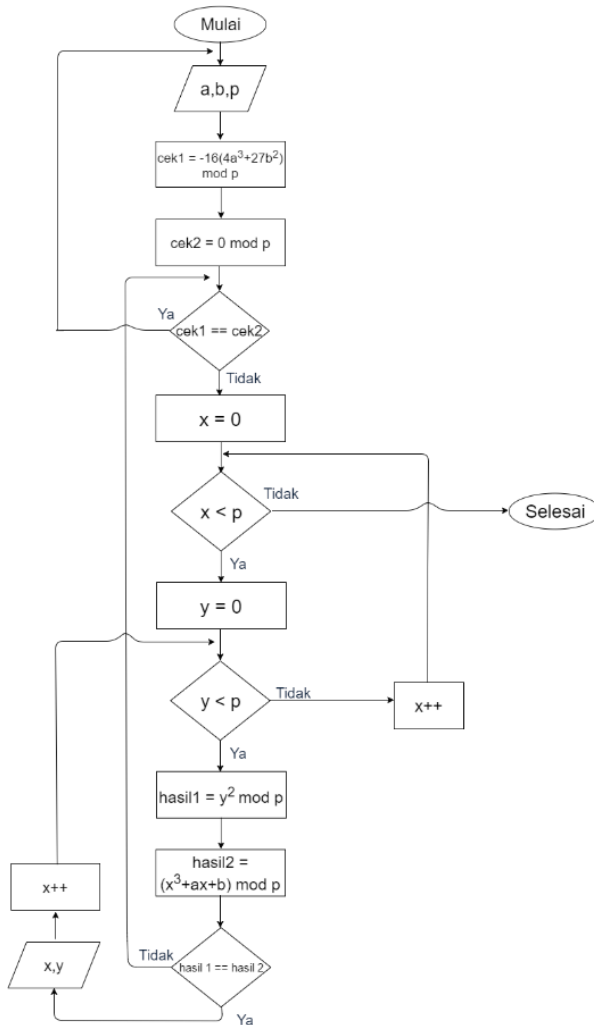 Mulai
a,b,p
cek1 = -16(4a³+27b²)
mod p
cek2 = 0 mod p
Ya
cek1 == cek2
Tidak
x = 0
Tidak
x < p
Selesai
Ya
y = 0
y < p
Tidak
x++
Ya
hasil1 = y² mod p
hasil2 =
(x³+ax+b) mod p
x++
Tidak
x,y
hasil 1 == hasil 2
Ya